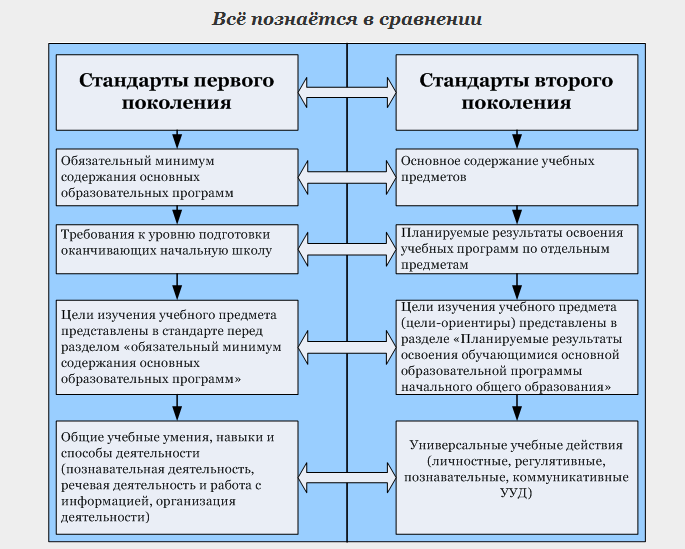 Всё познаётся в сравнении
Стандарты первого
поколения
Стандарты второго
поколения
Обязательный минимум
содержания основных
образовательных программ
Основное содержание учебных
предметов
Требования к уровню подготовки
оканчивающих начальную школу
Планируемые результаты освоения
учебных программ по отдельным
предметам
Цели изучения учебного предмета
представлены в стандарте перед
разделом «обязательный минимум
содержания основных
образовательных программ»
Цели изучения учебного предмета
(цели-ориентиры) представлены в
разделе «Планируемые результаты
освоения обучающимися основной
образовательной программы
начального общего образования»
Общие учебные умения, навыки и
способы деятельности
(познавательная деятельность,
речевая деятельность и работа с
информацией, организация
деятельности)
Универсальные учебные действия
(личностные, регулятивные,
познавательные, коммуникативные
УУД)